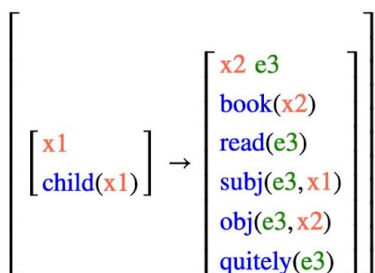 x1
child(x1)
→
x2 e3
book(x2)
read(e3)
subj(e3,x1)
obj(e3,x2)
quitely(e3)